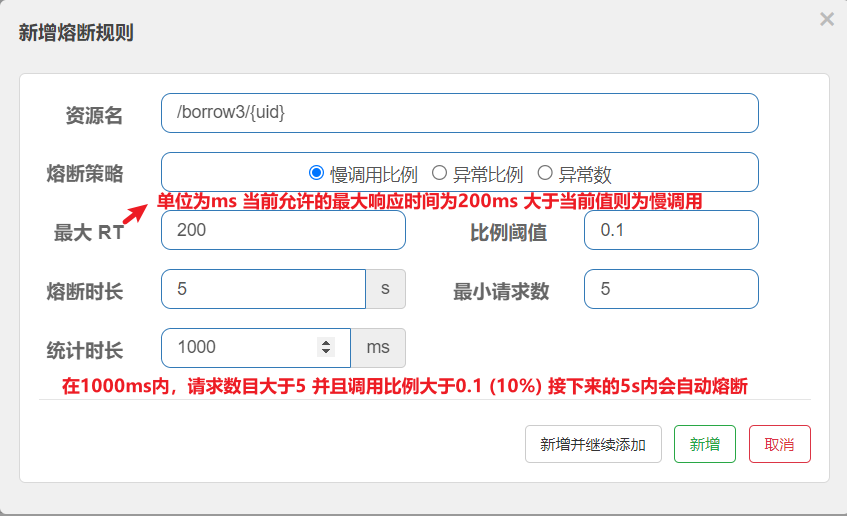 新增熔断规则 ×
资源名 /borrow3/{uid}
熔断策略 慢调用比例 异常比例 异常数
单位为ms 当前允许的最大响应时间为200ms 大于当前值则为慢调用
最大 RT 200 比例阈值 0.1
熔断时长 5 s 最小请求数 5
统计时长 1000 ms
在1000ms内，请求数目大于5 并且调用比例大于0.1 (10%) 接下来的5s内会自动熔断
新增并继续添加 新增 取消